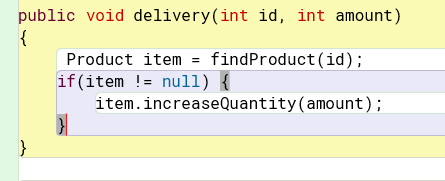 public void delivery(int id, int amount)
{
Product item = findProduct(id);
if(item != null) {
item.increaseQuantity(amount);
}
}